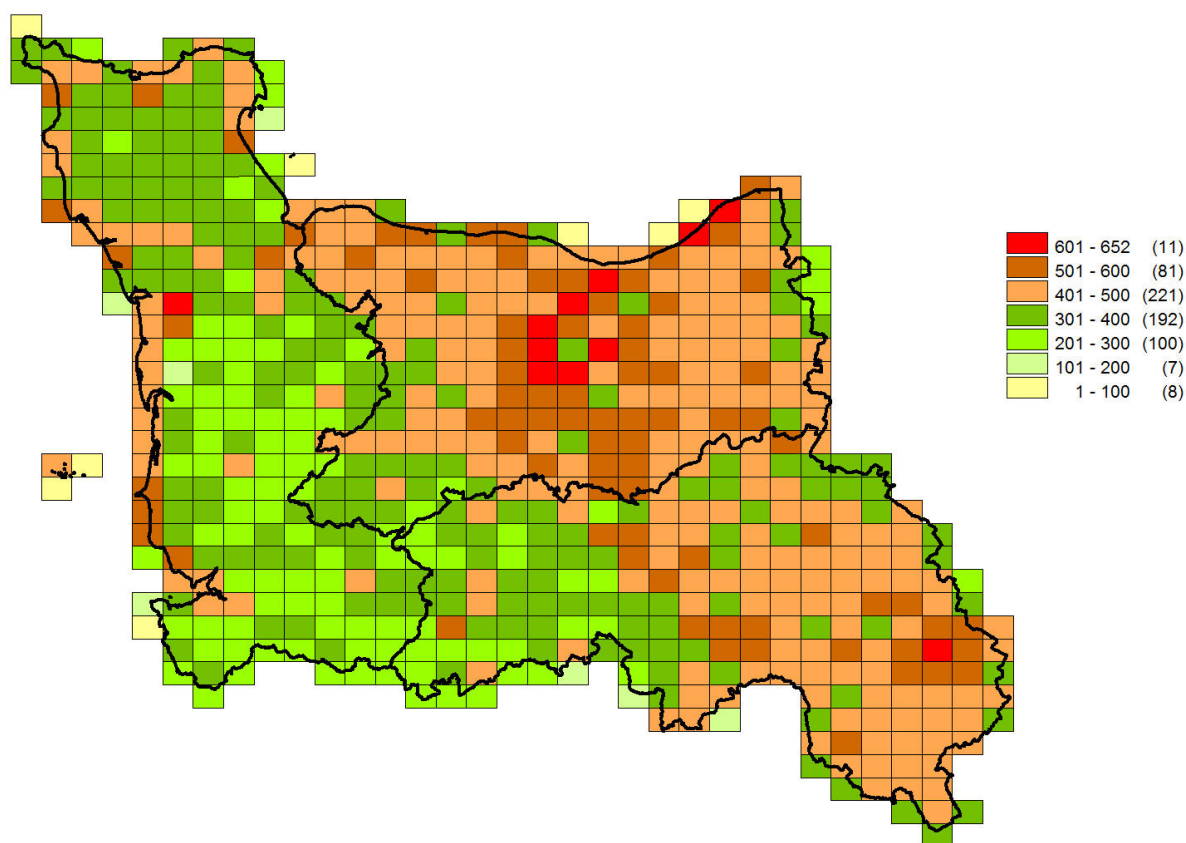 601 - 652 (11)
501 - 600 (81)
401 - 500 (221)
301 - 400 (192)
201 - 300 (100)
101 - 200 (7)
1 - 100 (8)